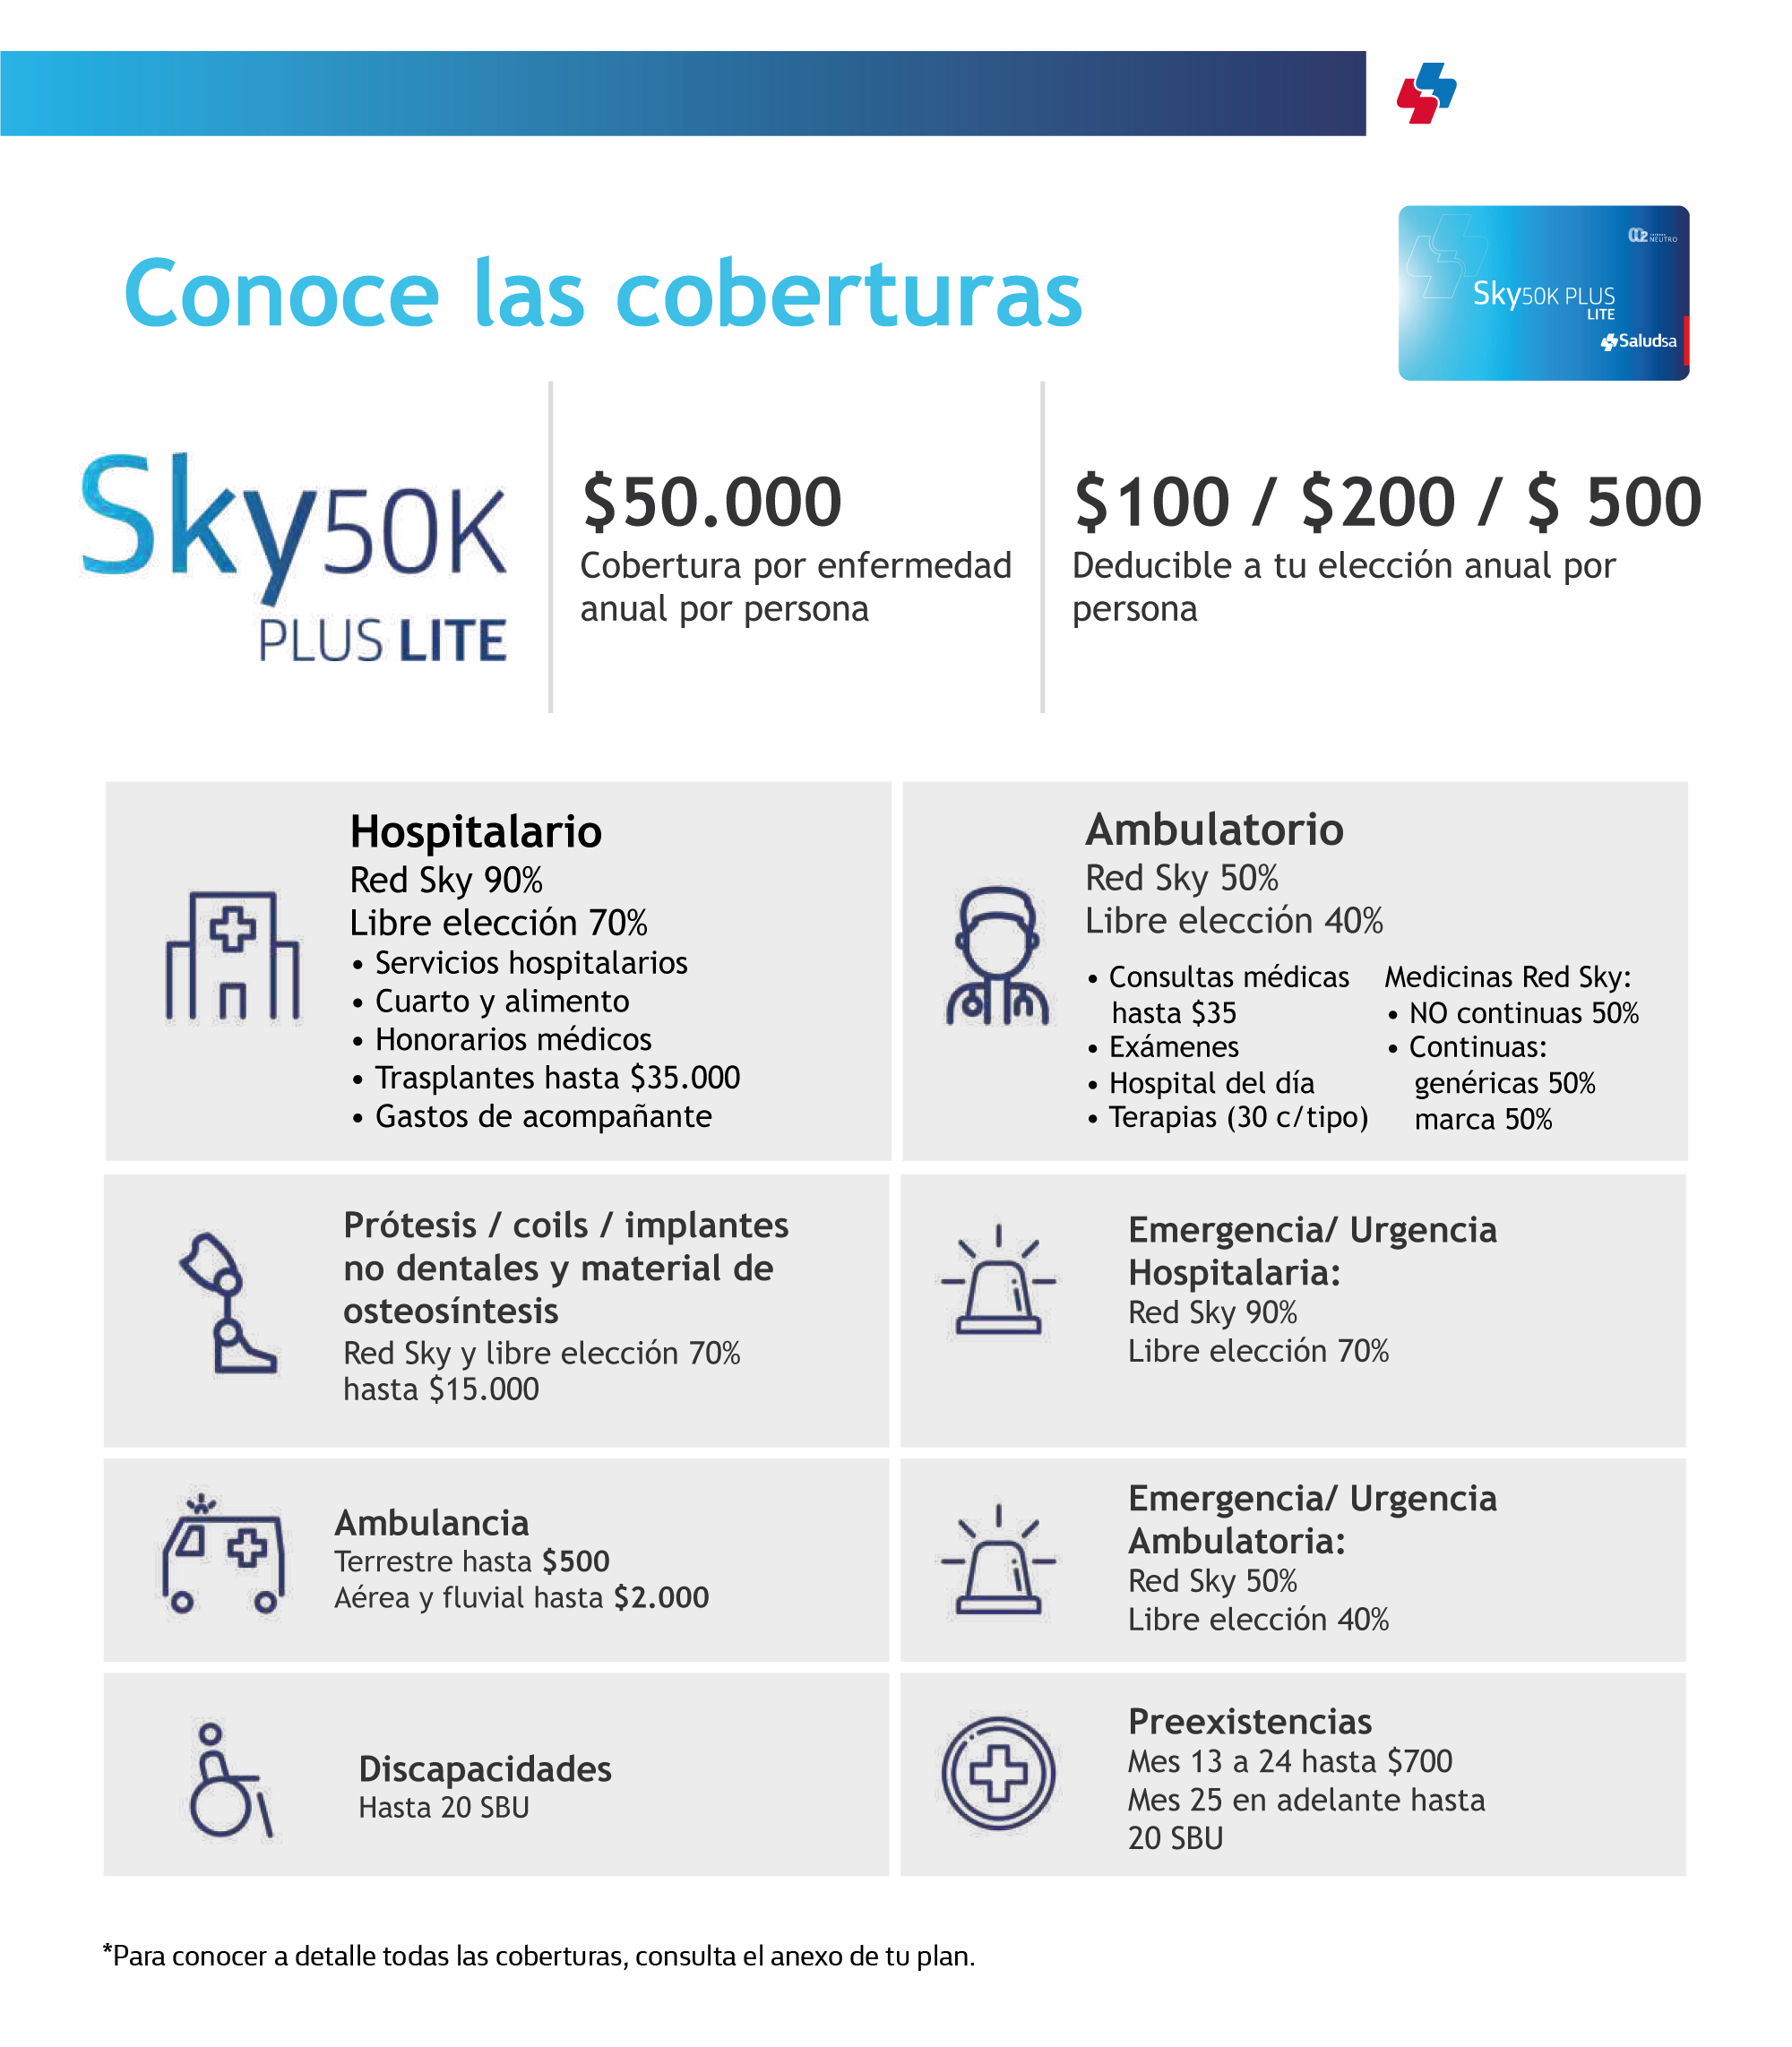 Conoce las coberturas
CO2 CARBONO
NEUTRO
Sky50K PLUS
LITE
Saludsa
Sky50K
PLUS LITE
$50.000
Cobertura por enfermedad
anual por persona
$100 / $200 / $ 500
Deducible a tu elección anual por
persona
Hospitalario
Red Sky 90%
Libre elección 70%
• Servicios hospitalarios
• Cuarto y alimento
• Honorarios médicos
• Trasplantes hasta $35.000
• Gastos de acompañante
Ambulatorio
Red Sky 50%
Libre elección 40%
• Consultas médicas
hasta $35
• Exámenes
• Hospital del día
• Terapias (30 c/tipo)
Medicinas Red Sky:
• NO continuas 50%
• Continuas:
genéricas 50%
marca 50%
Prótesis / coils / implantes
no dentales y material de
osteosíntesis
Red Sky y libre elección 70%
hasta $15.000
Emergencia/ Urgencia
Hospitalaria:
Red Sky 90%
Libre elección 70%
Ambulancia
Terrestre hasta $500
Aérea y fluvial hasta $2.000
Emergencia/ Urgencia
Ambulatoria:
Red Sky 50%
Libre elección 40%
Discapacidades
Hasta 20 SBU
Preexistencias
Mes 13 a 24 hasta $700
Mes 25 en adelante hasta
20 SBU
*Para conocer a detalle todas las coberturas, consulta el anexo de tu plan.